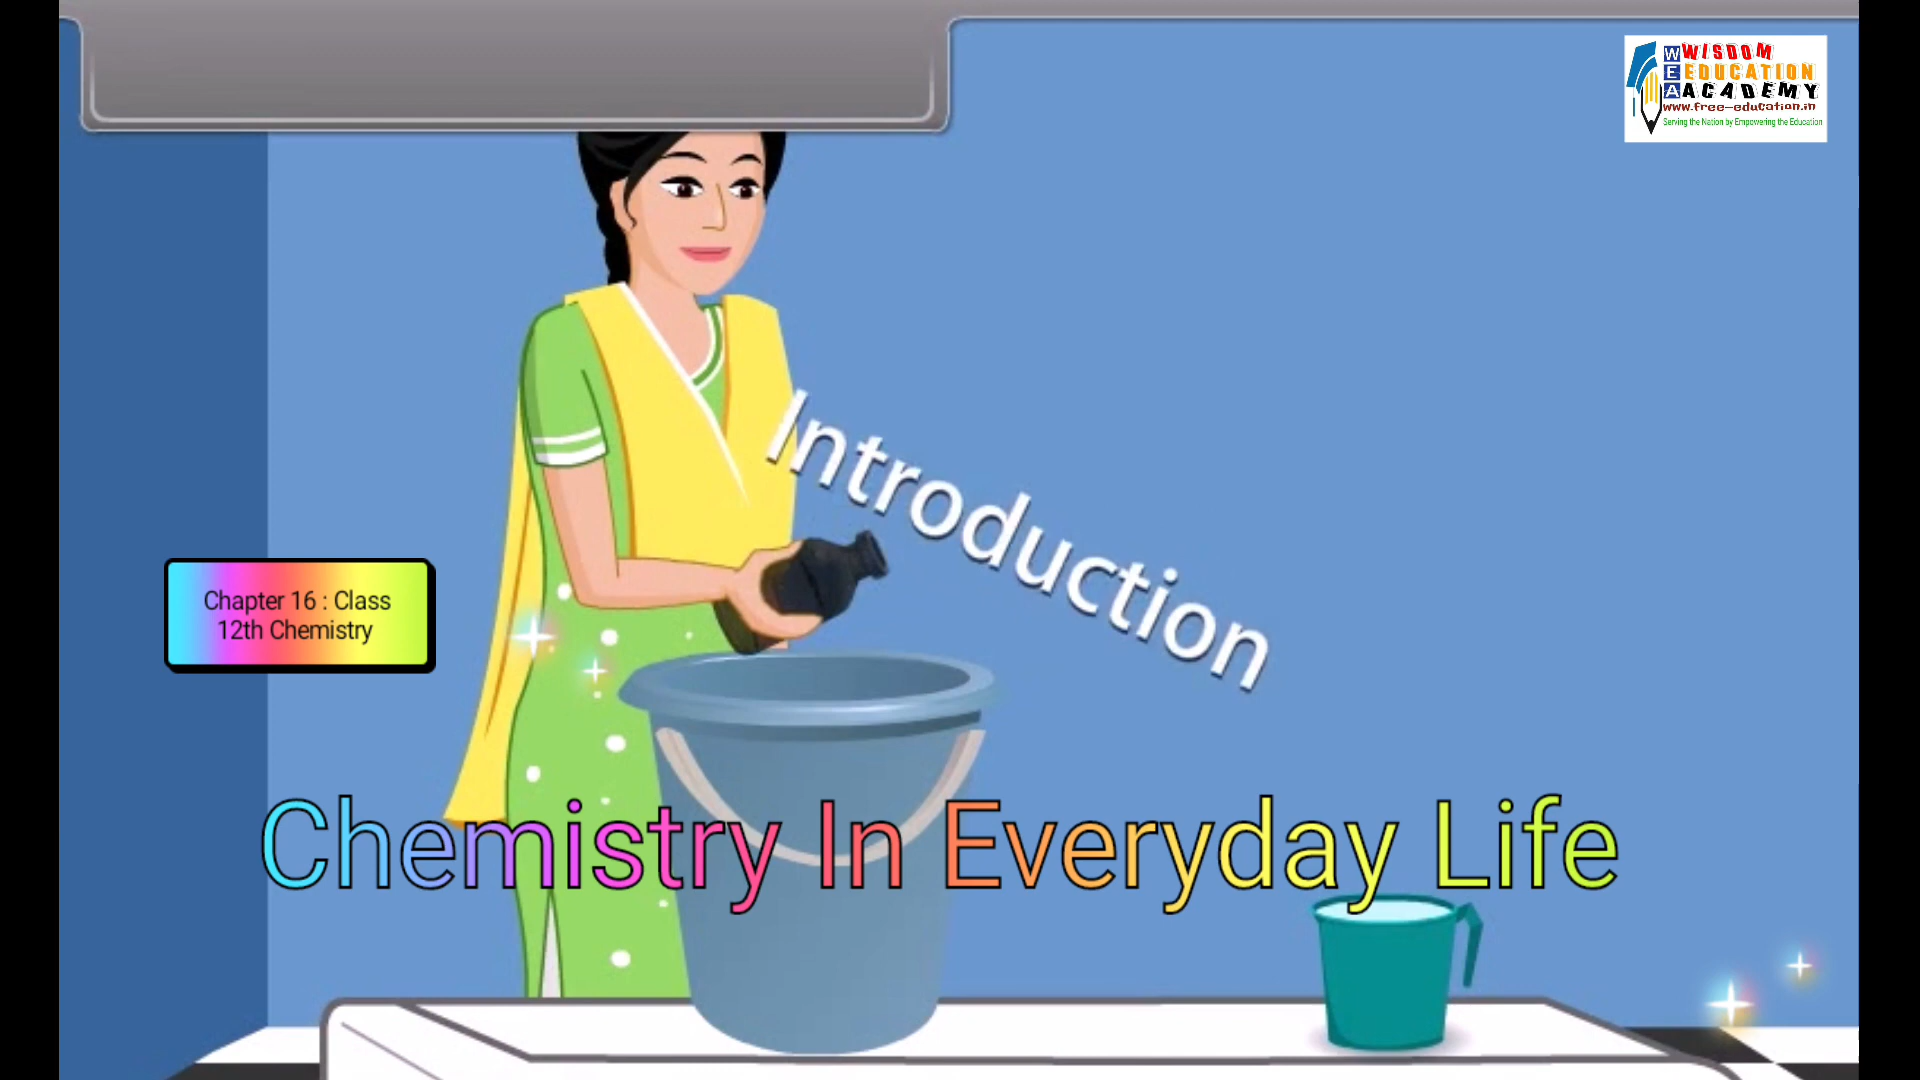 WEA
WISDOM
EDUCATION
ACADEMY
www.free-education.in
Serving the Nation by Empowering the Education
Introduction
Chapter 16 : Class
12th Chemistry
Chemistry In Everyday Life